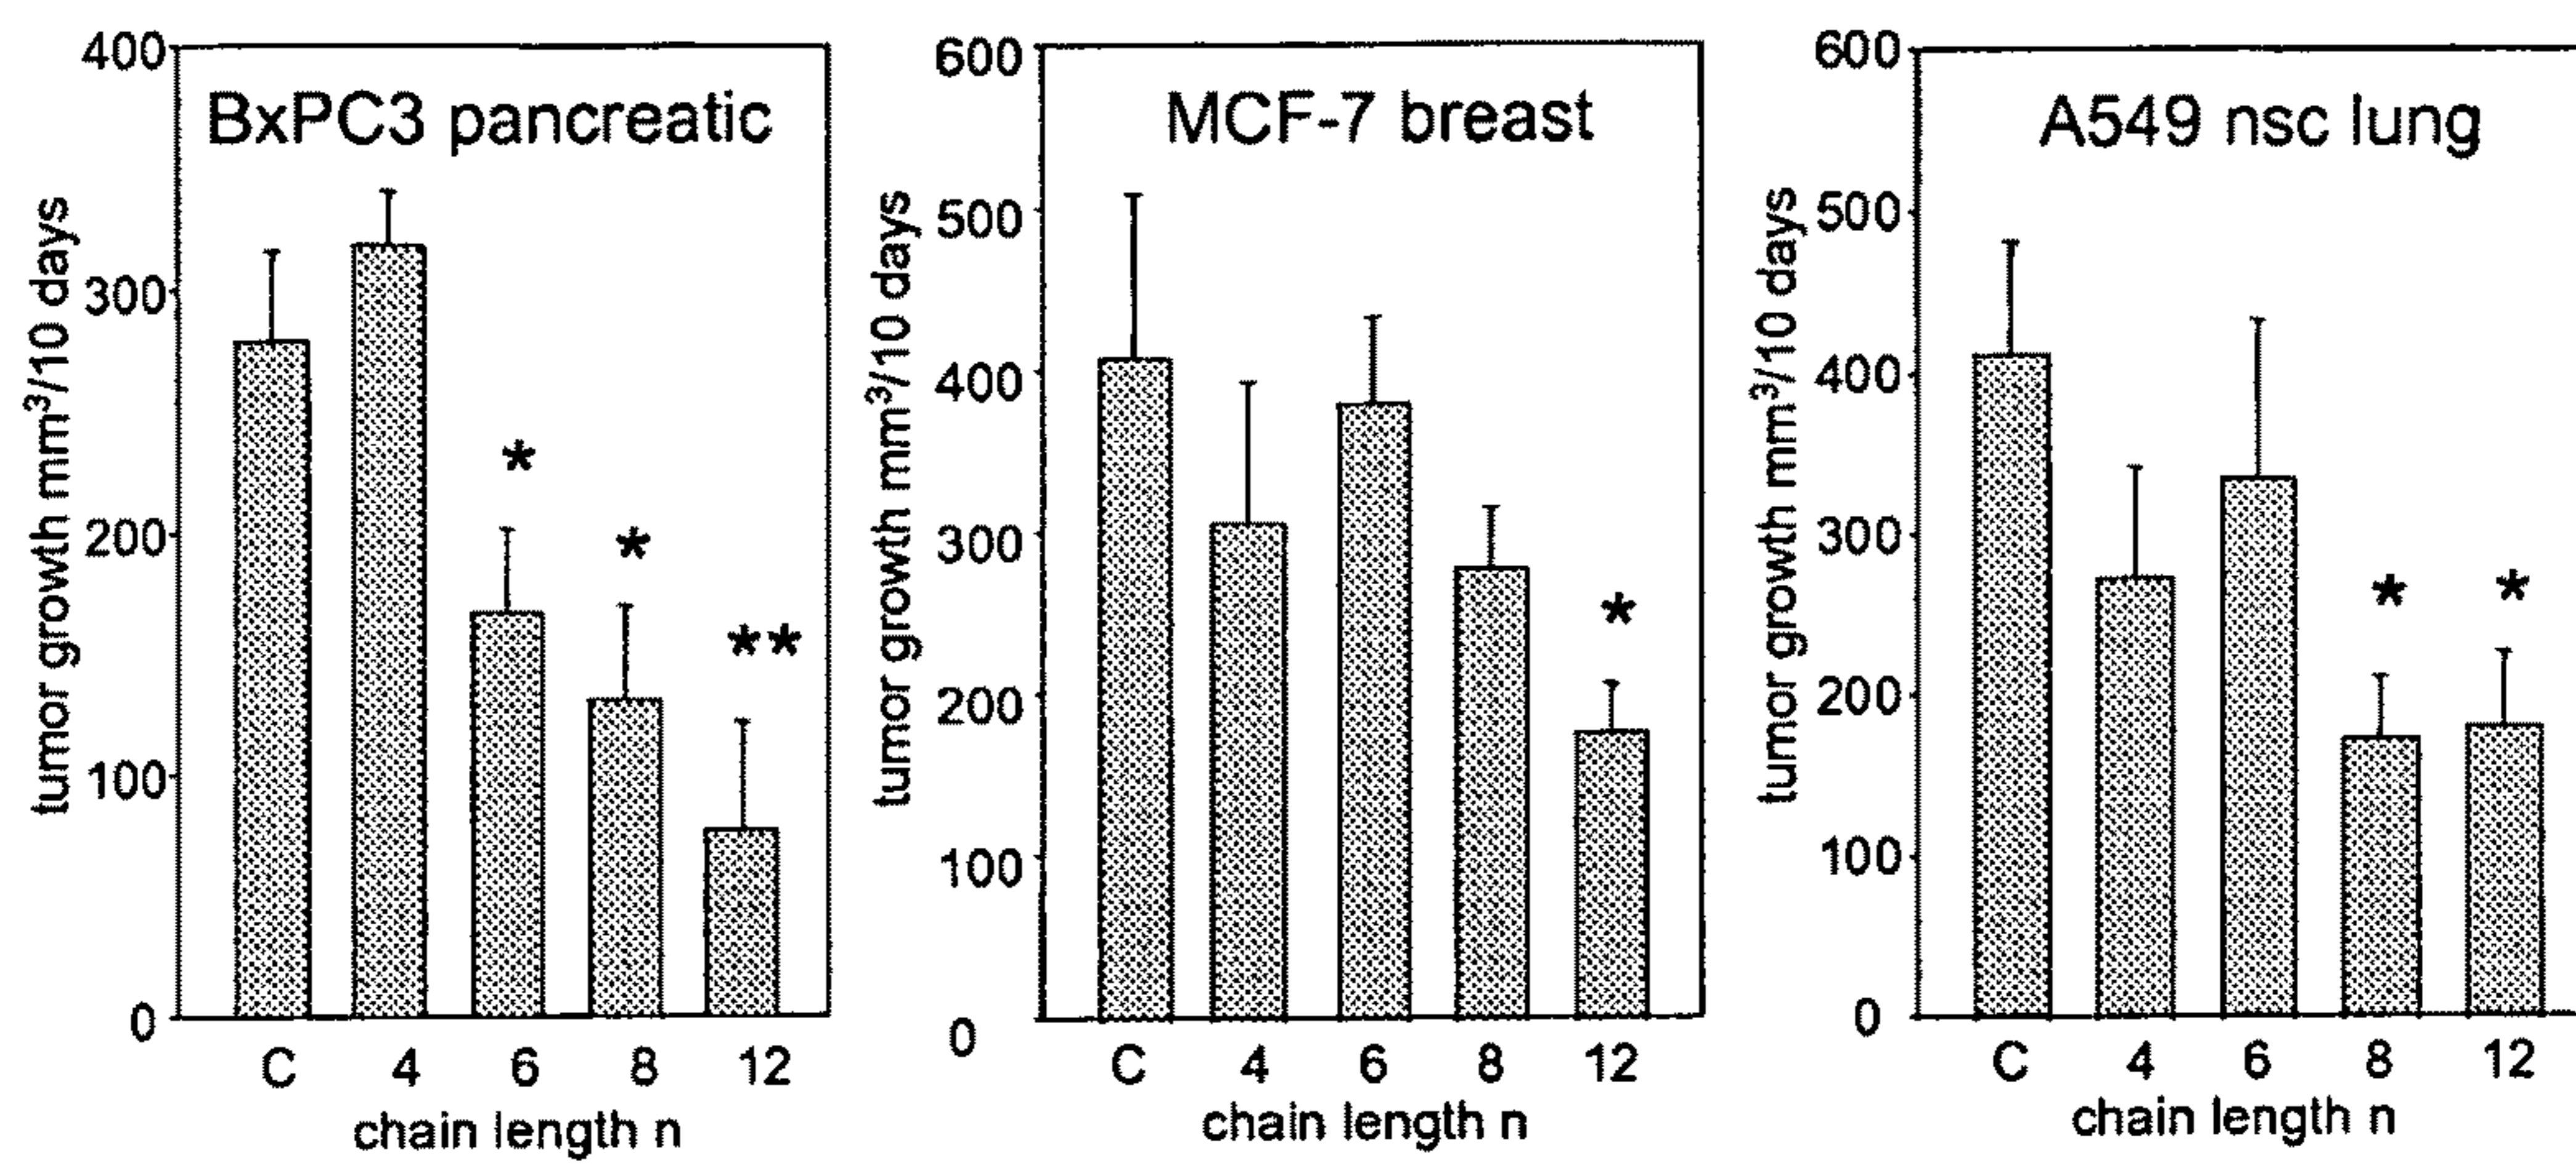 BxPC3 pancreatic
tumor growth mm³/10 days
400
300
200
100
0
*
*
**
C 4 6 8 12
chain length n
MCF-7 breast
tumor growth mm³/10 days
600
500
400
300
200
100
0
*
C 4 6 8 12
chain length n
A549 nsc lung
tumor growth mm³/10 days
600
500
400
300
200
100
0
*
*
C 4 6 8 12
chain length n